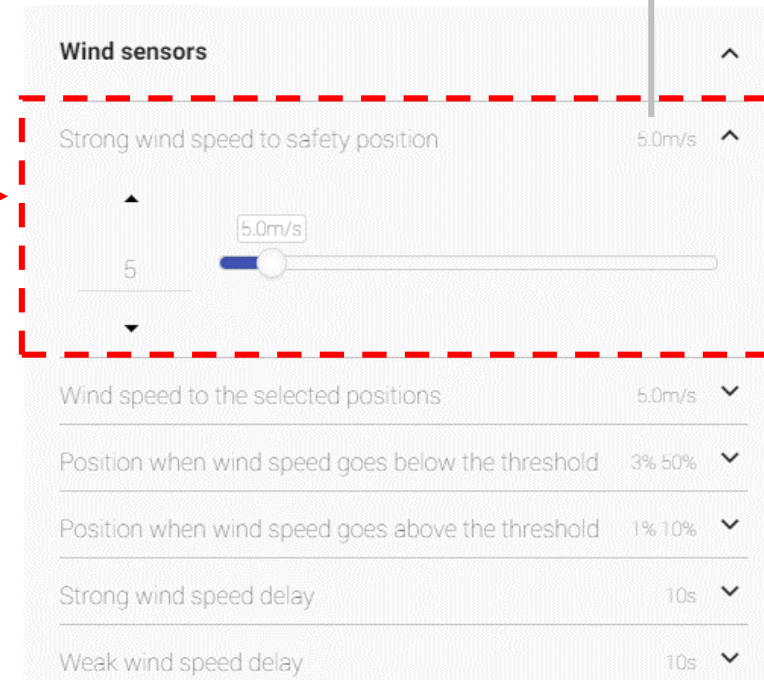 Wind sensors
Strong wind speed to safety position 5.0m/s
5.0m/s
5
Wind speed to the selected positions 5.0m/s
Position when wind speed goes below the threshold 3% 50%
Position when wind speed goes above the threshold 1% 10%
Strong wind speed delay 10s
Weak wind speed delay 10s